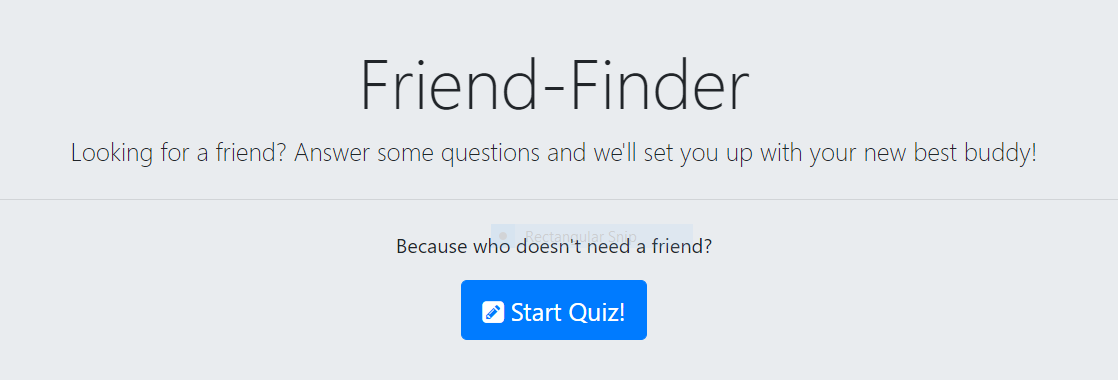 Friend-Finder
Looking for a friend? Answer some questions and we'll set you up with your new best buddy!
Rectangular Snip
Because who doesn't need a friend?
Start Quiz!